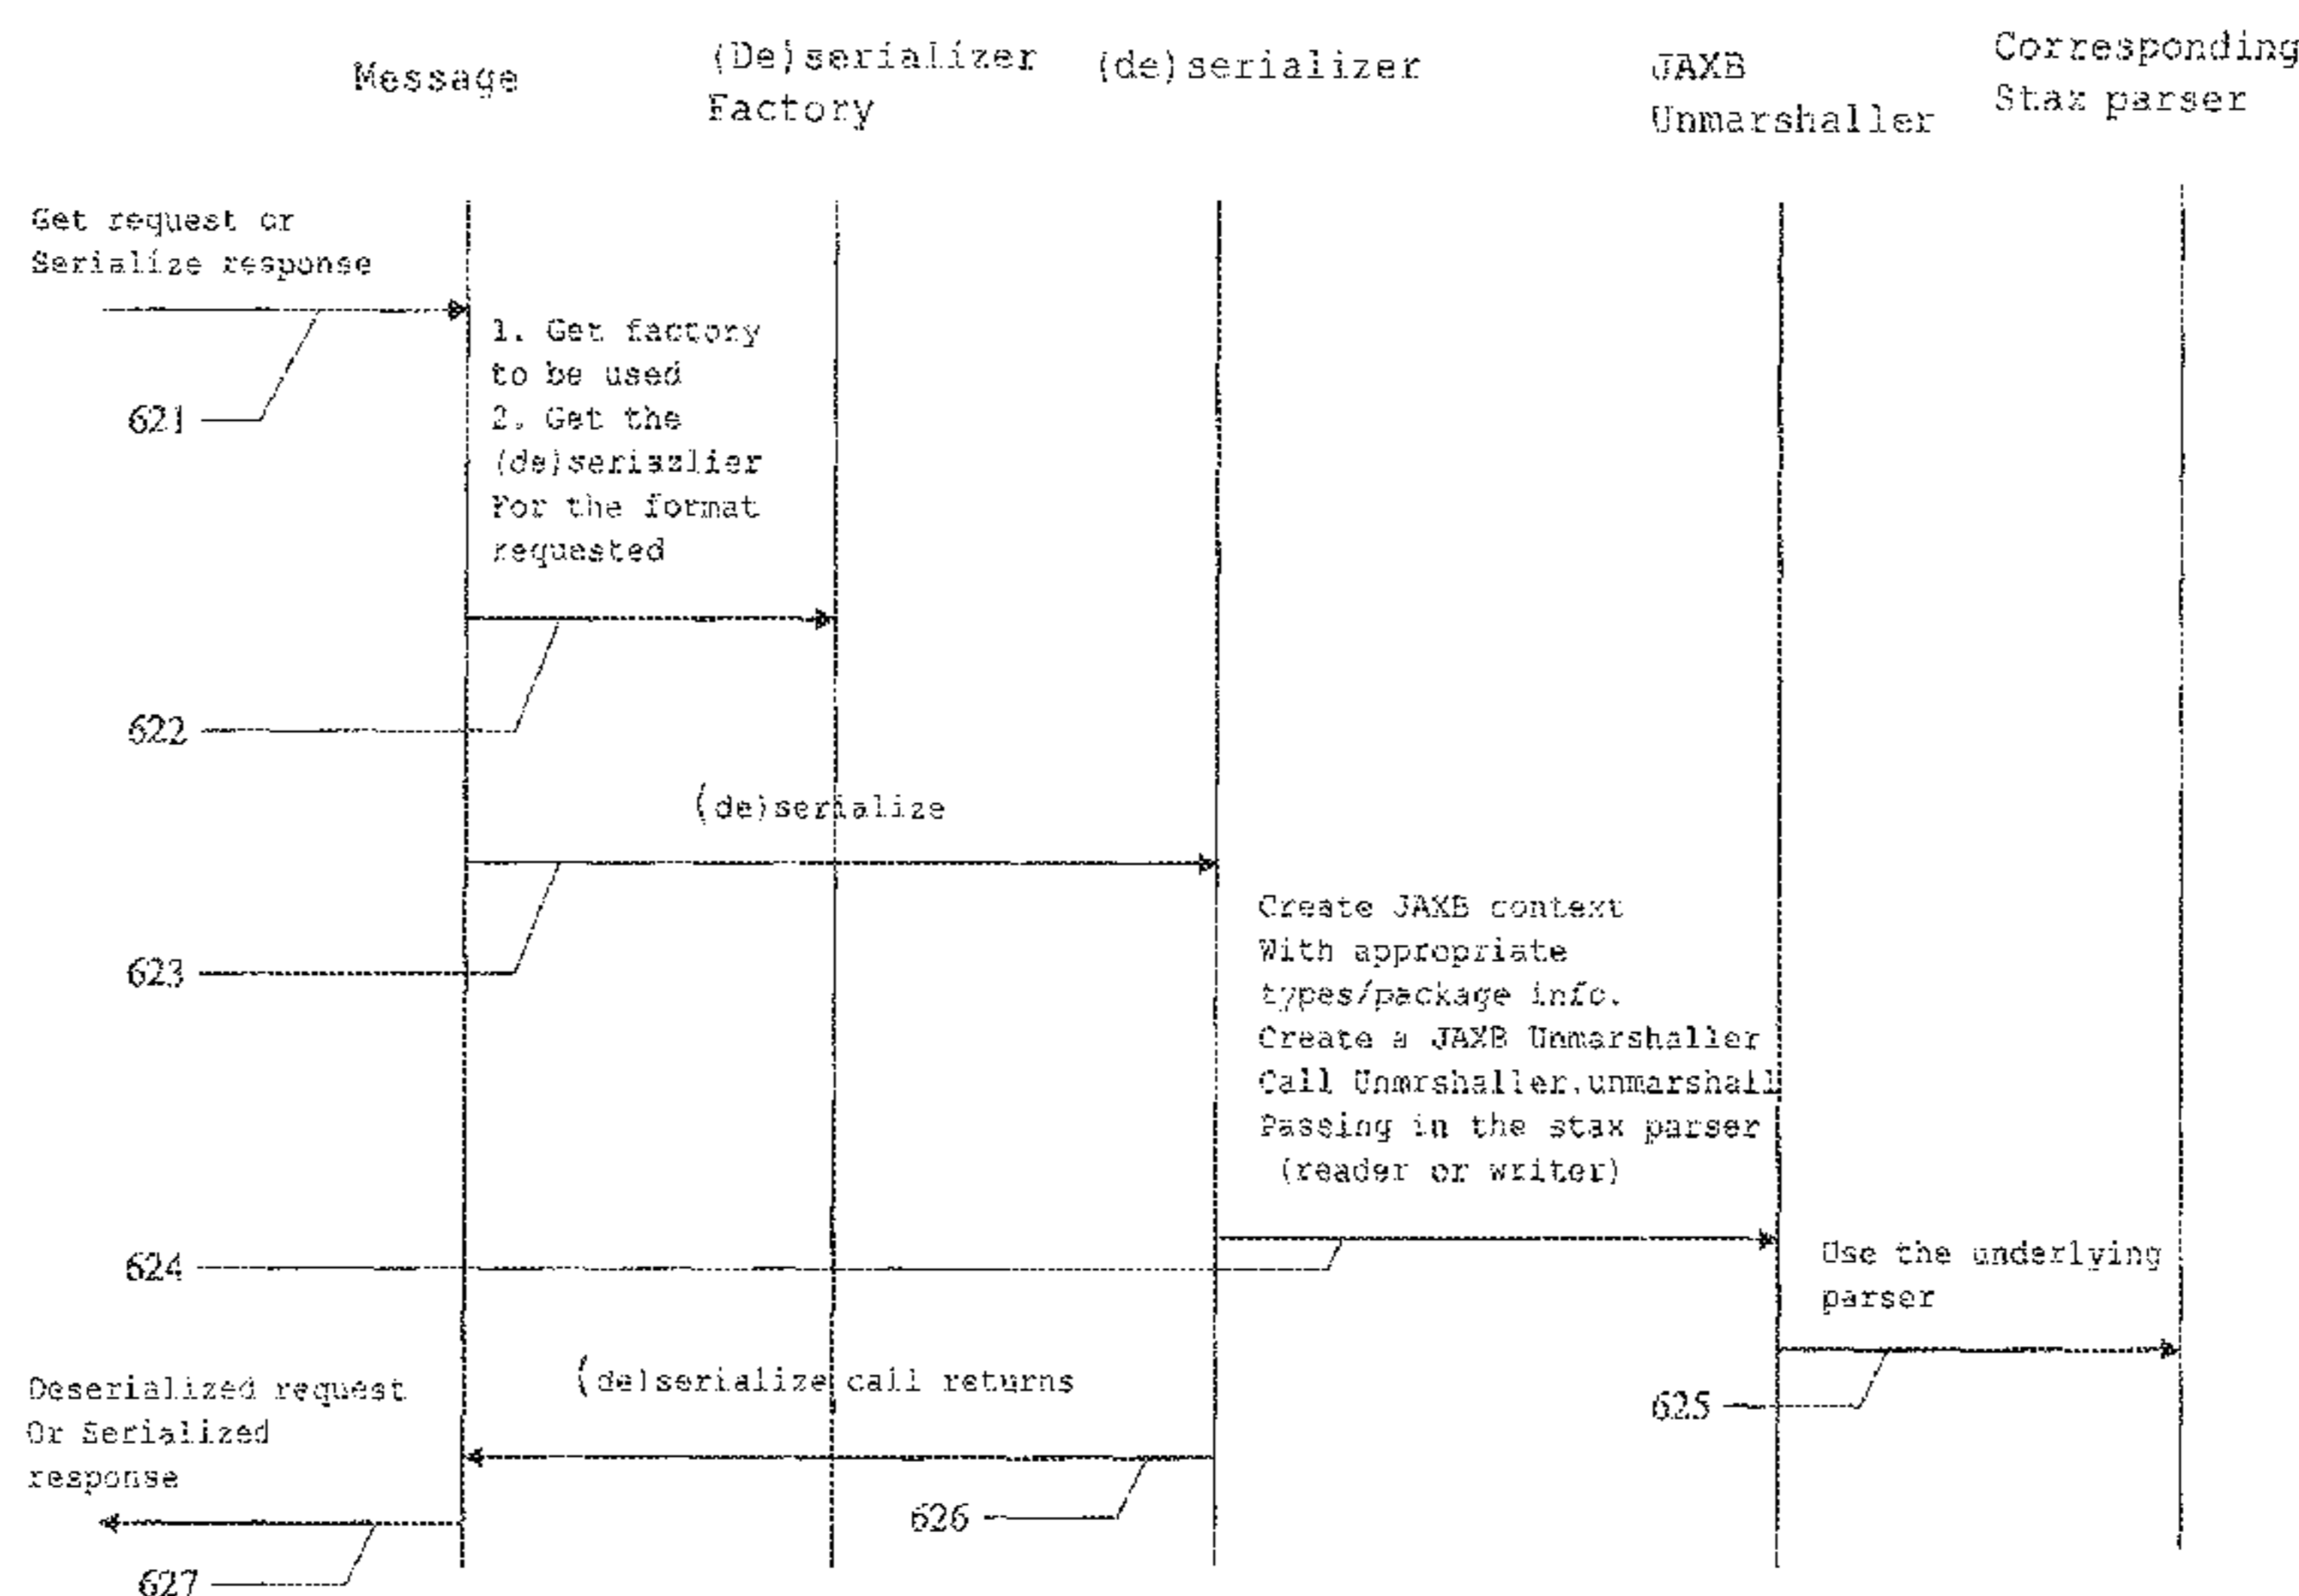 Message
(De)serializer
Factory
(de)serializer
JAXB
Unmarshaller
Corresponding
Stax parser
Get request or
Serialize response
621
1. Get factory
to be used
2. Get the
(de)seriazlier
For the format
requested
622
(de)serialize
623
Create JAXB context
With appropriate
types/package info.
Create a JAXB Unmarshaller
Call Unmrshaller.unmarshall
Passing in the stax parser
(reader or writer)
624
Use the underlying
parser
625
(de)serialize call returns
626
Deserialized request
Or Serialized
response
627